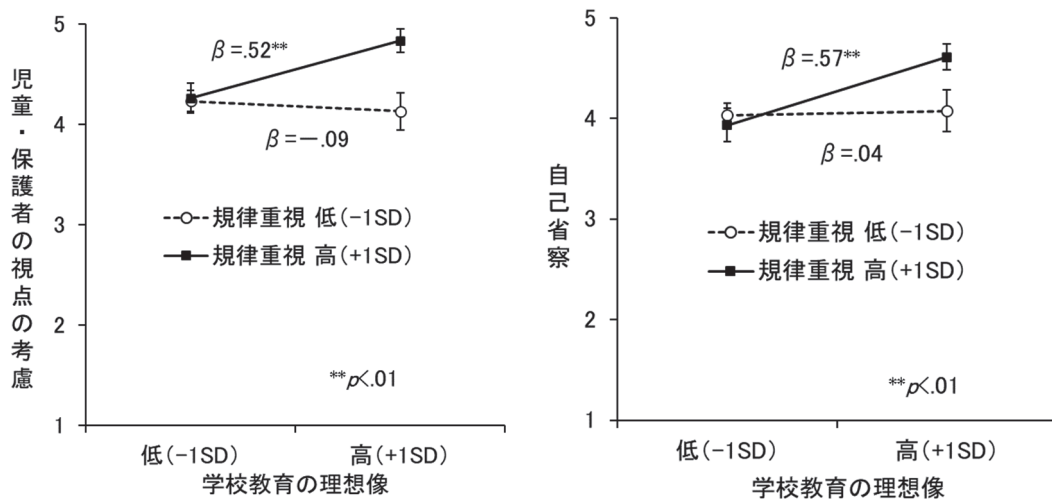 児童・保護者の視点の考慮
5
4
3
2
1
β=.52**
β=－.09
規律重視 低(-1SD)
規律重視 高(+1SD)
**p<.01
低(-1SD)
高(+1SD)
学校教育の理想像
自己省察
5
4
3
2
1
β=.57**
β=.04
規律重視 低(-1SD)
規律重視 高(+1SD)
**p<.01
低(-1SD)
高(+1SD)
学校教育の理想像